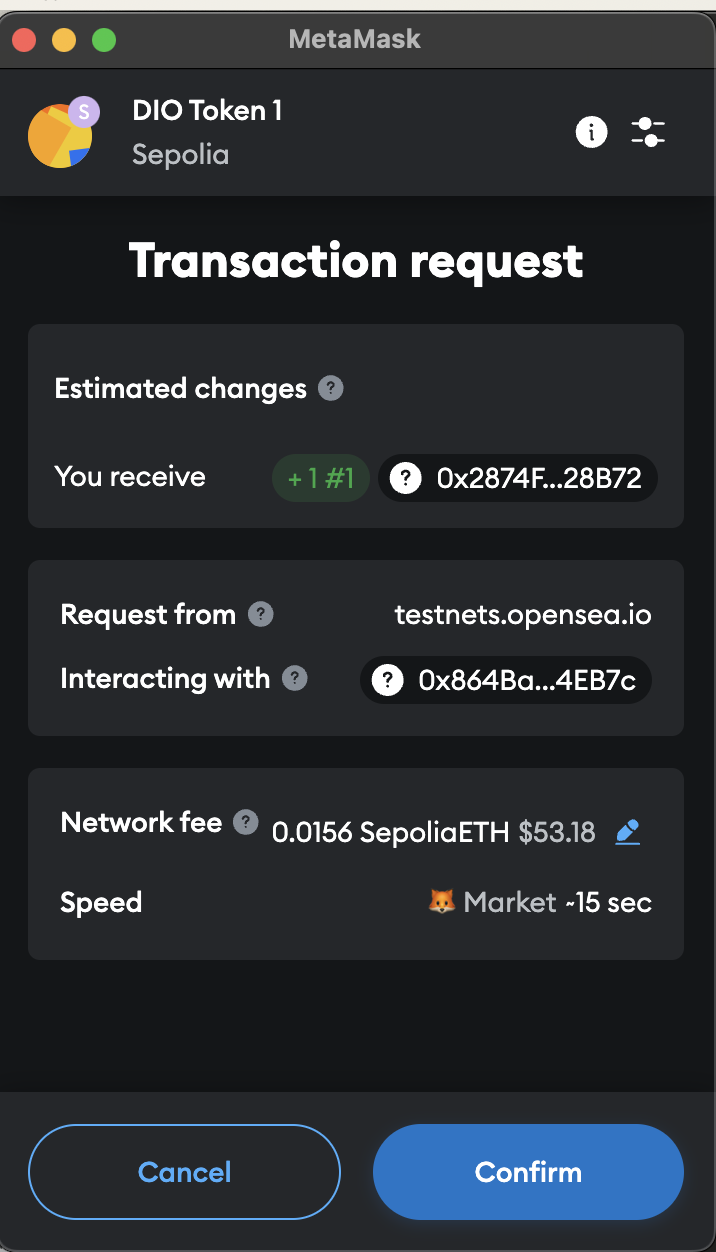 MetaMask
S
DIO Token 1
Sepolia
i
Transaction request
Estimated changes ?
You receive + 1 #1 ? 0x2874F...28B72
Request from ? testnets.opensea.io
Interacting with ? ? 0x864Ba...4EB7c
Network fee ? 0.0156 SepoliaETH $53.18
Speed 🦊 Market ~15 sec
Cancel Confirm